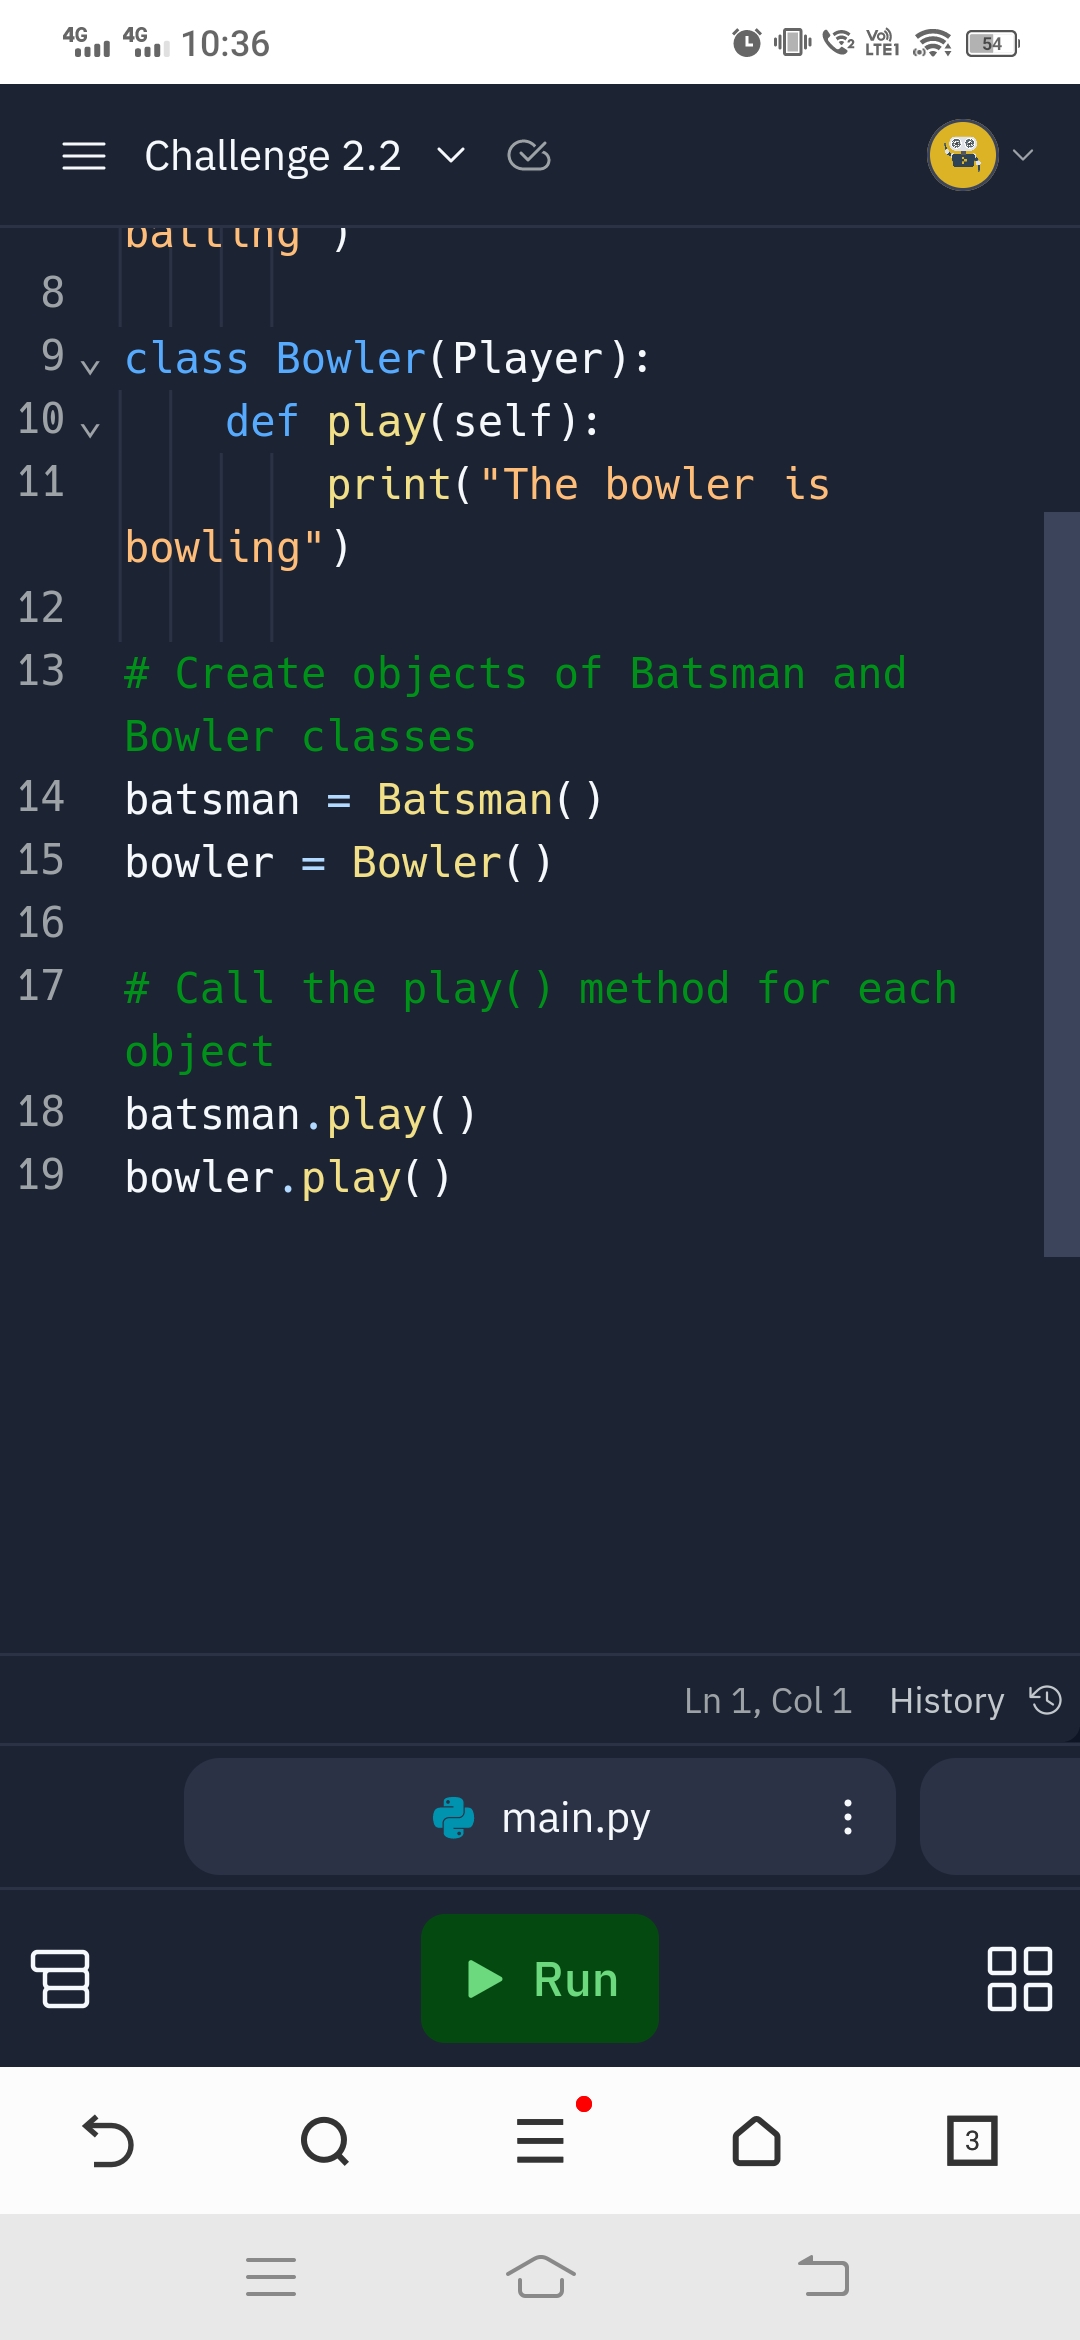 4G 4G 10:36 2 Vo) LTE1 54
Challenge 2.2
batting")
8
9 class Bowler(Player):
10 def play(self):
11 print("The bowler is
bowling")
12
13 # Create objects of Batsman and
Bowler classes
14 batsman = Batsman()
15 bowler = Bowler()
16
17 # Call the play() method for each
object
18 batsman.play()
19 bowler.play()
Ln 1, Col 1 History
main.py
Run
3